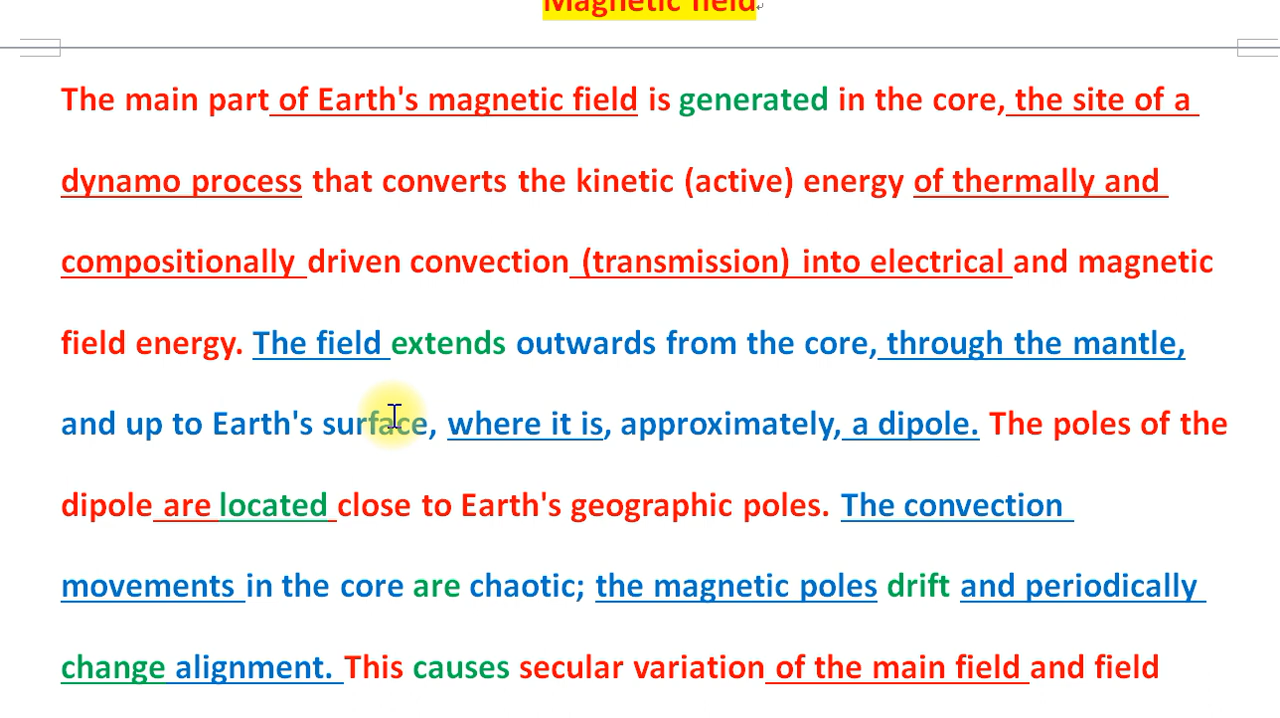 Magnetic field
The main part of Earth's magnetic field is generated in the core, the site of a
dynamo process that converts the kinetic (active) energy of thermally and
compositionally driven convection (transmission) into electrical and magnetic
field energy. The field extends outwards from the core, through the mantle,
and up to Earth's surface, where it is, approximately, a dipole. The poles of the
dipole are located close to Earth's geographic poles. The convection
movements in the core are chaotic; the magnetic poles drift and periodically
change alignment. This causes secular variation of the main field and field